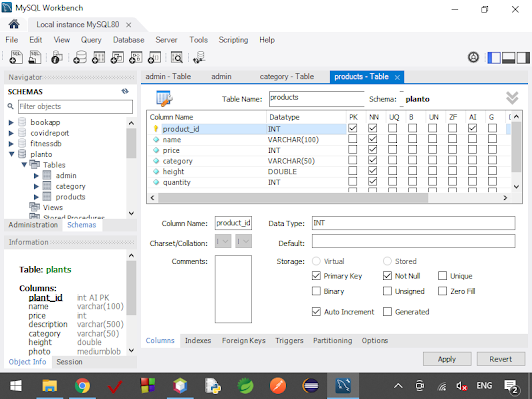 MySQL Workbench
Local instance MySQL80
File Edit View Query Database Server Tools Scripting Help
Navigator
SCHEMAS
Filter objects
bookapp
covidreport
fitnessdb
planto
Tables
admin
category
products
Views
Stored Procedures
Administration Schemas
Information
Table: plants
Columns:
plant_id int AI PK
name varchar(100)
price int
description varchar(500)
category varchar(50)
height double
photo mediumblob
Object Info Session
admin - Table admin category - Table products - Table
Table Name: products Schema: planto
Column Name Datatype PK NN UQ B UN ZF AI G
product_id INT
name VARCHAR(100)
price INT
category VARCHAR(50)
height DOUBLE
quantity INT
Column Name: product_id Data Type: INT
Charset/Collation: Default:
Comments: Storage: Virtual Stored
Primary Key Not Null Unique
Binary Unsigned Zero Fill
Auto Increment Generated
Columns Indexes Foreign Keys Triggers Partitioning Options
Apply Revert
ENG
2